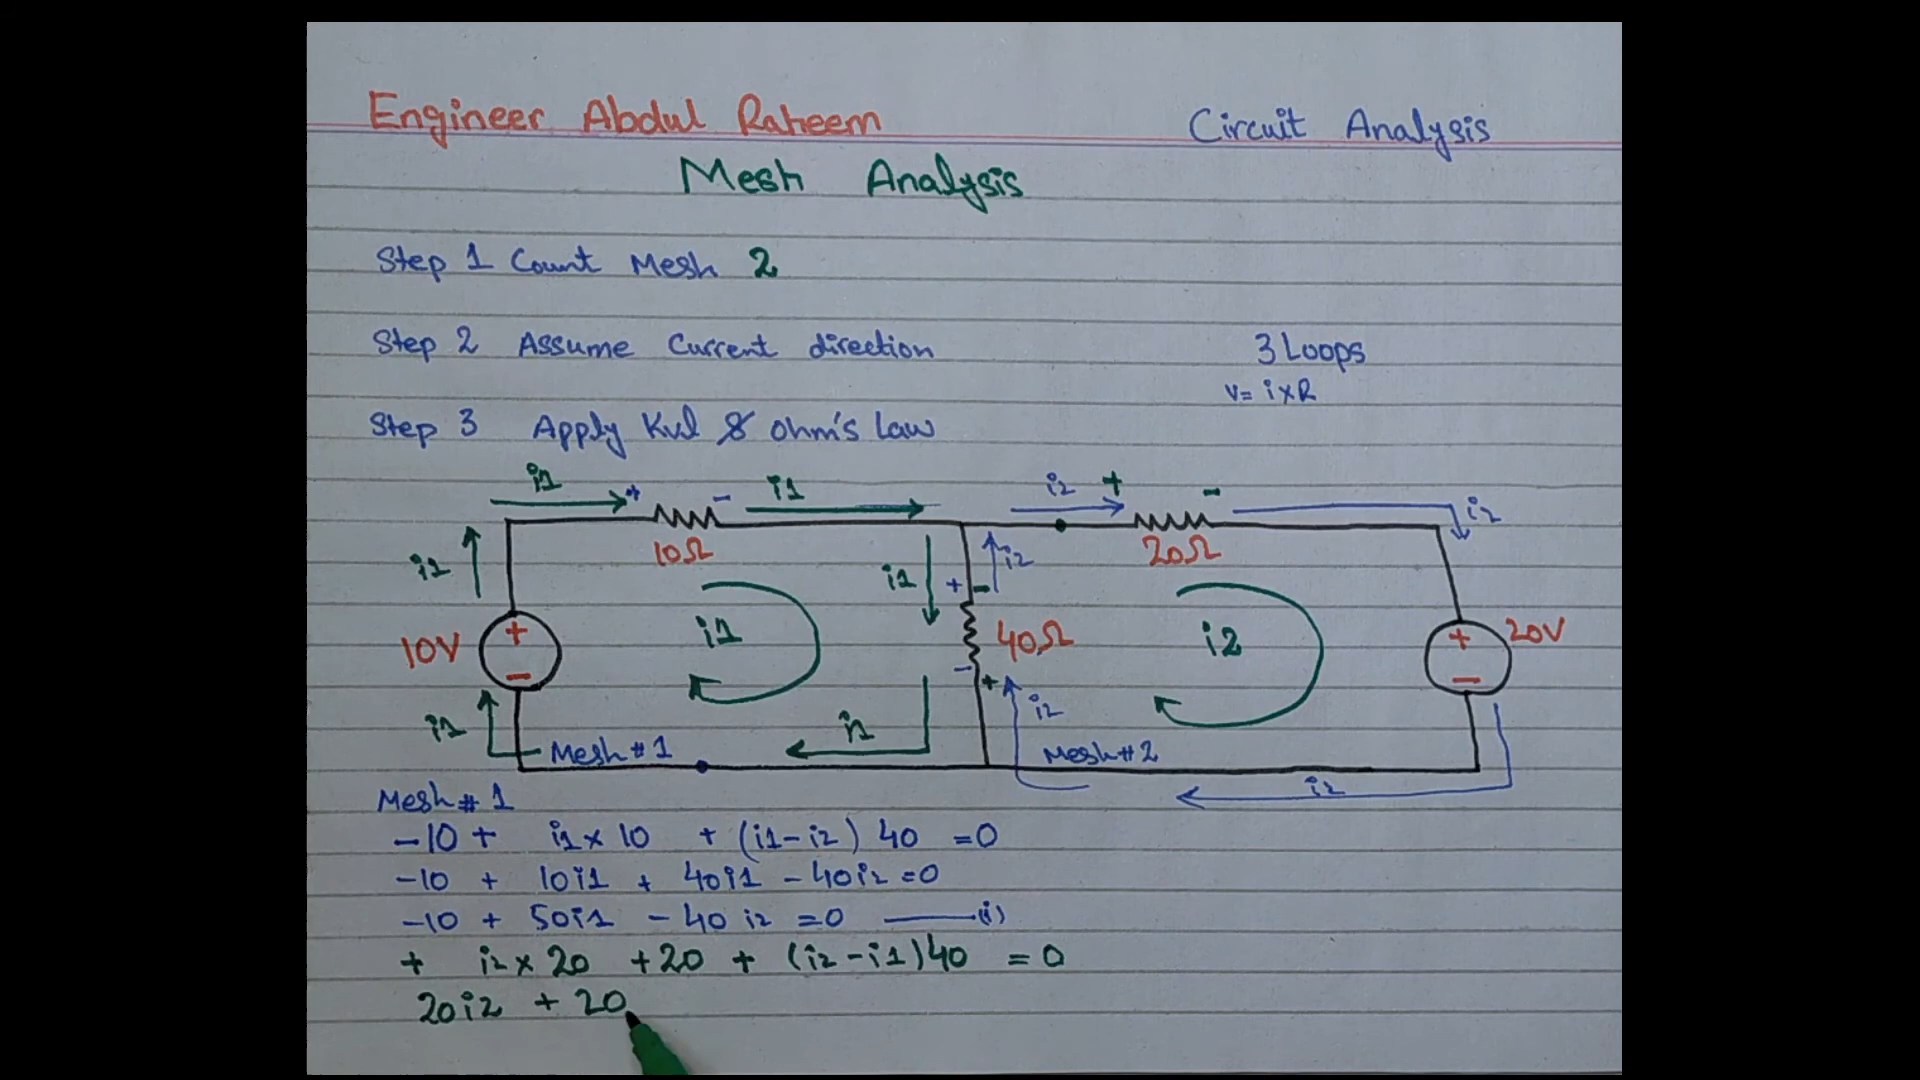 Engineer Abdul Raheem
Circuit Analysis
Mesh Analysis
Step 1 Count Mesh 2
Step 2 Assume Current direction
3 Loops
V= i×R
Step 3 Apply Kvl & ohm's Law
i1 + - i1 i2 + - i2
10Ω 20Ω
i1 i1 + - i2
10V + - i1 40Ω i2 + - 20V
- +
i1 i1 i2
Mesh # 1 Mesh # 2
i2
Mesh # 1
-10 + i1 × 10 + (i1-i2) 40 =0
-10 + 10i1 + 40i1 - 40i2 =0
-10 + 50i1 - 40 i2 =0 ——(i)
+ i2 × 20 +20 + (i2-i1)40 = 0
20i2 + 20